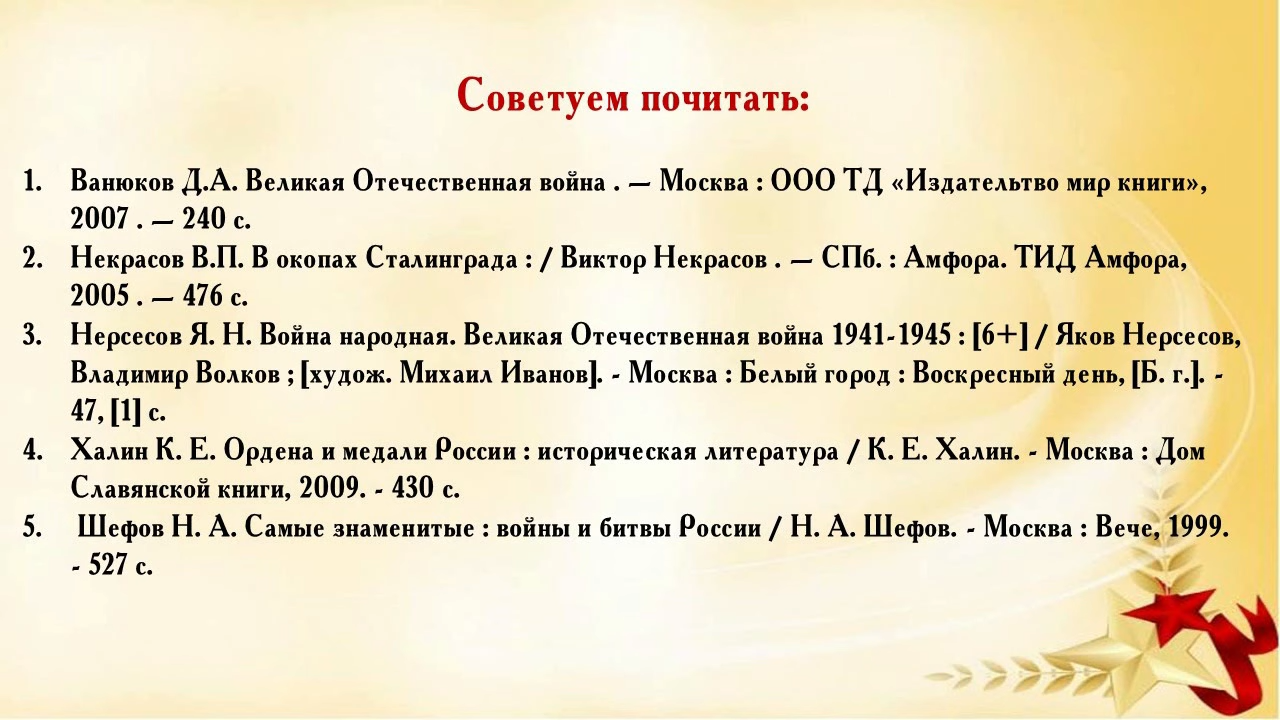 Советуем почитать:
1. Ванюков Д.А. Великая Отечественная война . — Москва : ООО ТД «Издательтво мир книги»,
2007 . — 240 с.
2. Некрасов В.П. В окопах Сталинграда : / Виктор Некрасов . — СПб. : Амфора. ТИД Амфора,
2005 . — 476 с.
3. Нерсесов Я. Н. Война народная. Великая Отечественная война 1941-1945 : [6+] / Яков Нерсесов,
Владимир Волков ; [худож. Михаил Иванов]. - Москва : Белый город : Воскресный день, [Б. г.]. -
47, [1] с.
4. Халин К. Е. Ордена и медали России : историческая литература / К. Е. Халин. - Москва : Дом
Славянской книги, 2009. - 430 с.
5. Шефов Н. А. Самые знаменитые : войны и битвы России / Н. А. Шефов. - Москва : Вече, 1999.
- 527 с.